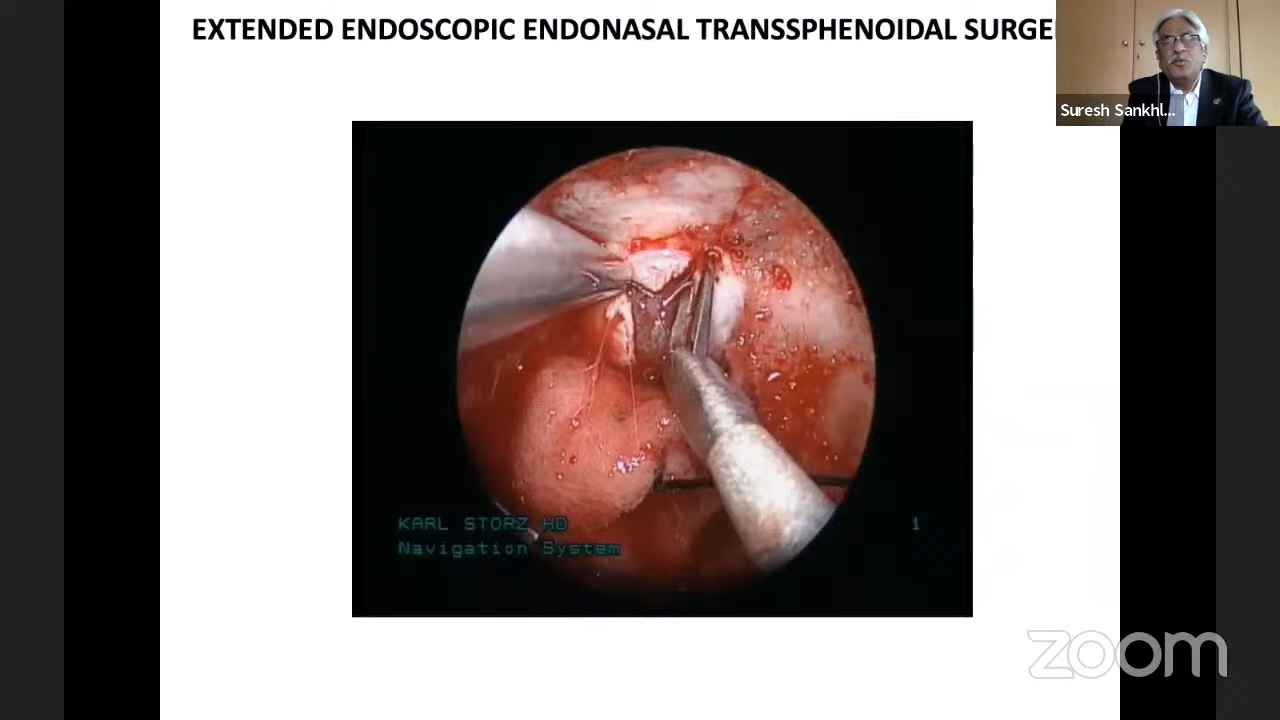 EXTENDED ENDOSCOPIC ENDONASAL TRANSSPHENOIDAL SURGE
Suresh Sankhl...
KARL STORZ HD
1
Navigation System
zoom